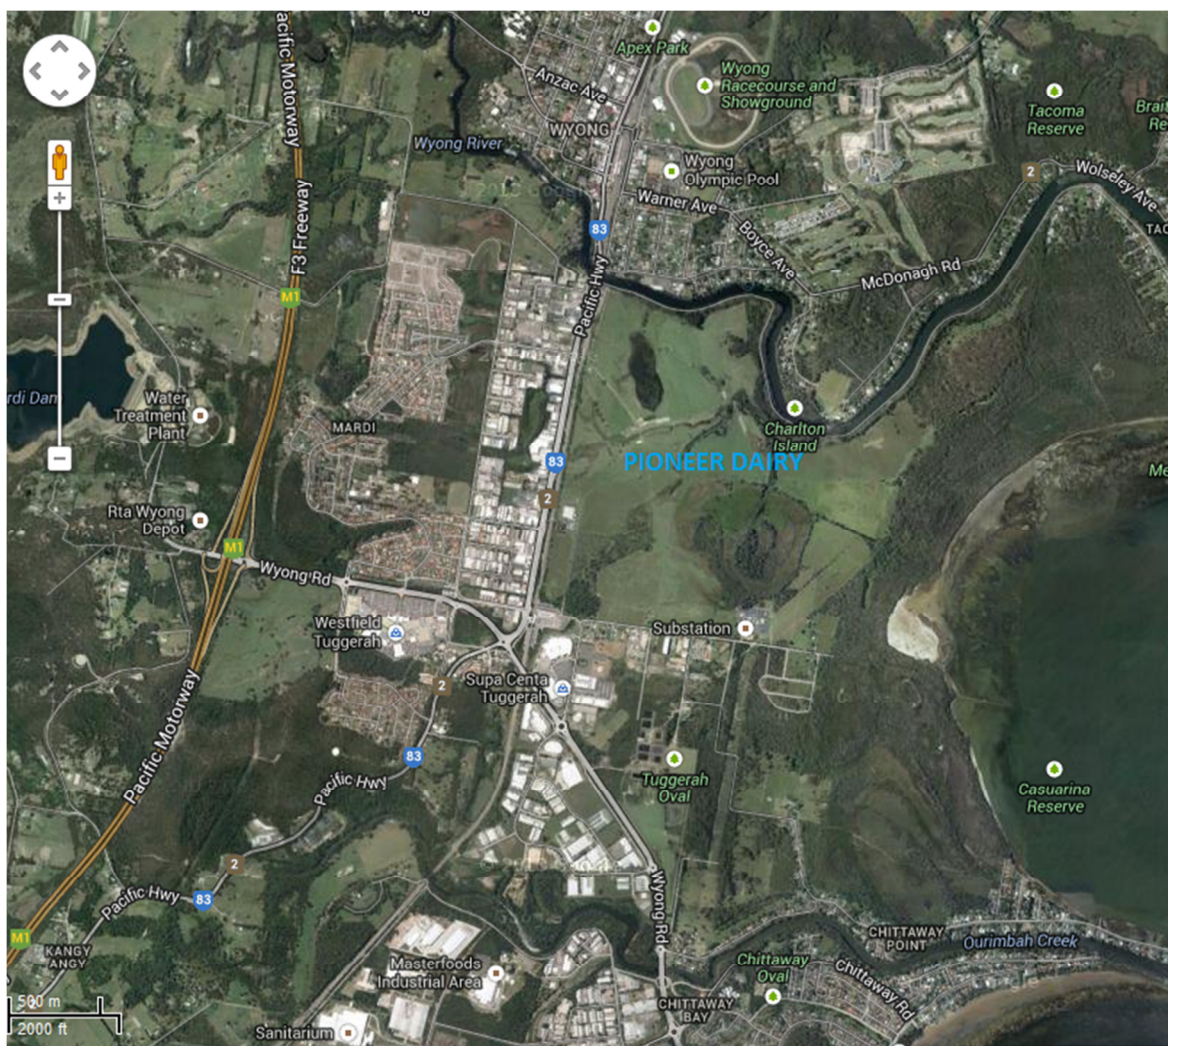 Pacific Motorway
Apex Park
Anzac Ave
Wyong
Racecourse and
Showground
Tacoma
Reserve
Brait
Re
WYONG
Wyong River
Wyong
Olympic Pool
2
Wolseley Ave
Warner Ave
83
TAC
Boyce Ave
F3 Freeway
McDonagh Rd
M1
Pacific Hwy
rdi Dam
Water
Treatment
Plant
MARDI
Charlton
Island
83
PIONEER DAIRY
Me
2
Rta Wyong
Depot
M1
Wyong Rd
Westfield
Tuggerah
Substation
2
Supa Centa
Tuggerah
Pacific Motorway
83
Pacific Hwy
Tuggerah
Oval
Casuarina
Reserve
2
Pacific Hwy
83
Wyong Rd
M1
KANGY
ANGY
CHITTAWAY
POINT
Ourimbah Creek
Masterfoods
Industrial Area
Chittaway
Oval
Chittaway Rd
500 m
CHITTAWAY
BAY
2000 ft
Sanitarium